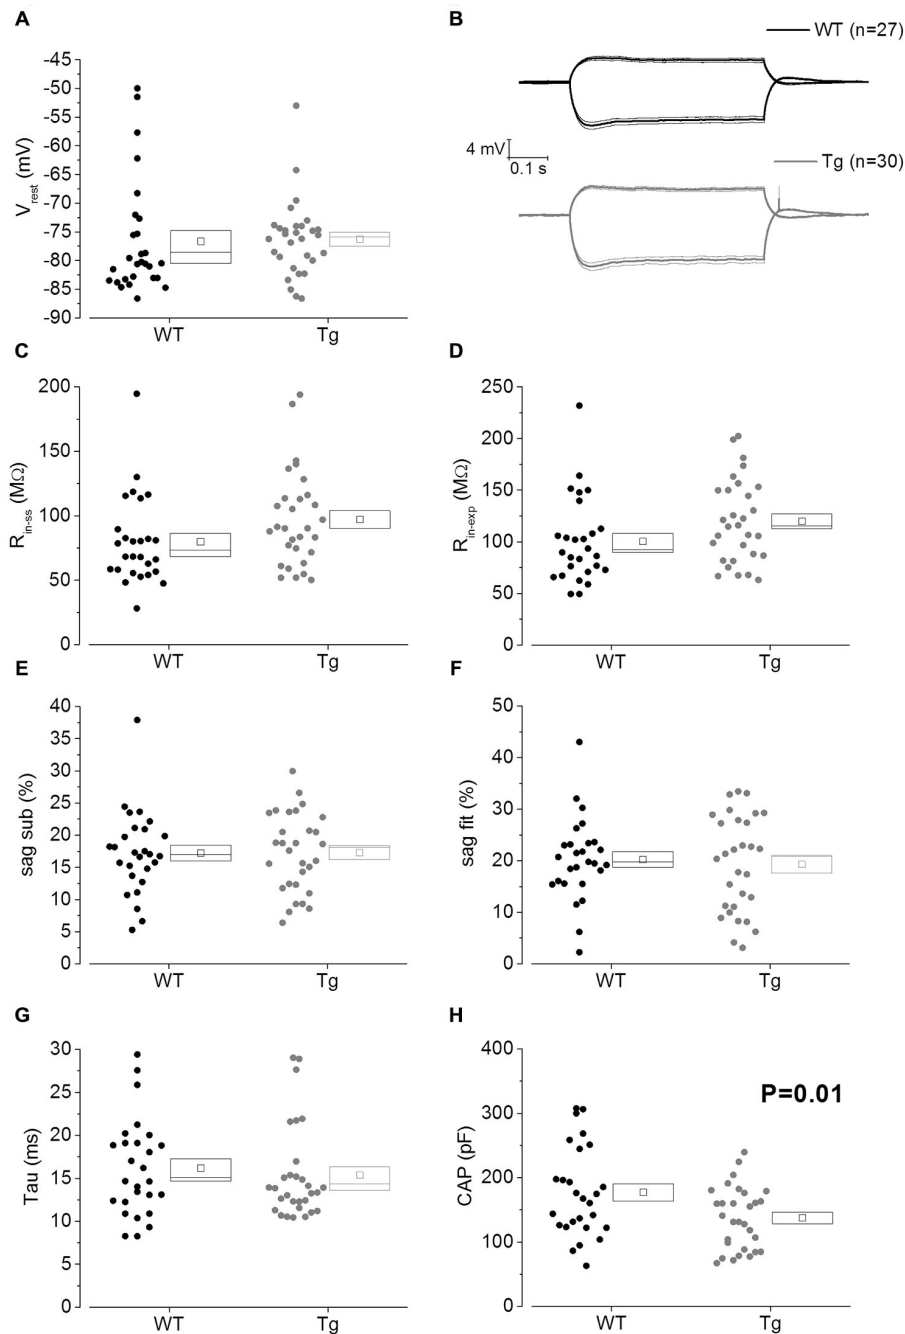 A
-45
-50
-55
-60
-65
-70
-75
-80
-85
-90
Vrest (mV)
WT Tg
B
WT (n=27)
4 mV
0.1 s
Tg (n=30)
C
200
150
100
50
0
Rin-ss (MΩ)
WT Tg
D
250
200
150
100
50
0
Rin-exp (MΩ)
WT Tg
E
40
35
30
25
20
15
10
5
0
sag sub (%)
WT Tg
F
50
40
30
20
10
0
sag fit (%)
WT Tg
G
30
25
20
15
10
5
0
Tau (ms)
WT Tg
H
400
300
200
100
0
CAP (pF)
P=0.01
WT Tg